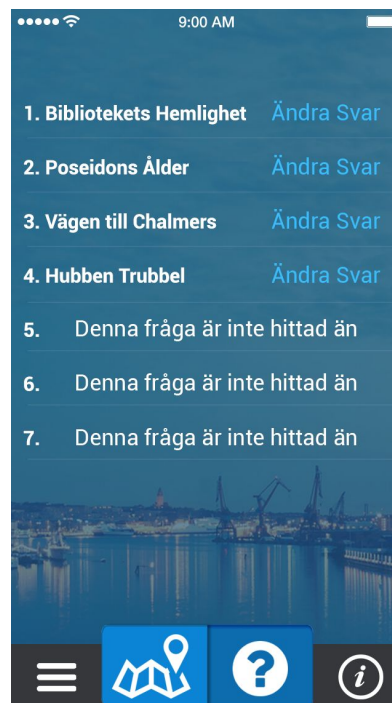 9:00 AM
1. Bibliotekets Hemlighet Ändra Svar
2. Poseidons Ålder Ändra Svar
3. Vägen till Chalmers Ändra Svar
4. Hubben Trubbel Ändra Svar
5. Denna fråga är inte hittad än
6. Denna fråga är inte hittad än
7. Denna fråga är inte hittad än
? i